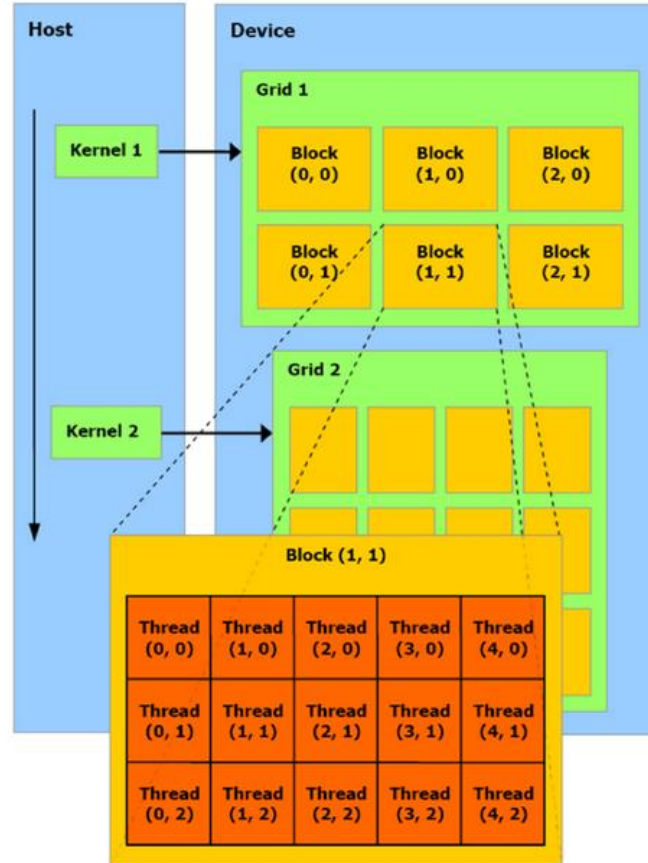 Host
Device
Grid 1
Kernel 1
Block
(0, 0)
Block
(1, 0)
Block
(2, 0)
Block
(0, 1)
Block
(1, 1)
Block
(2, 1)
Grid 2
Kernel 2
Block (1, 1)
Thread
(0, 0)
Thread
(1, 0)
Thread
(2, 0)
Thread
(3, 0)
Thread
(4, 0)
Thread
(0, 1)
Thread
(1, 1)
Thread
(2, 1)
Thread
(3, 1)
Thread
(4, 1)
Thread
(0, 2)
Thread
(1, 2)
Thread
(2, 2)
Thread
(3, 2)
Thread
(4, 2)